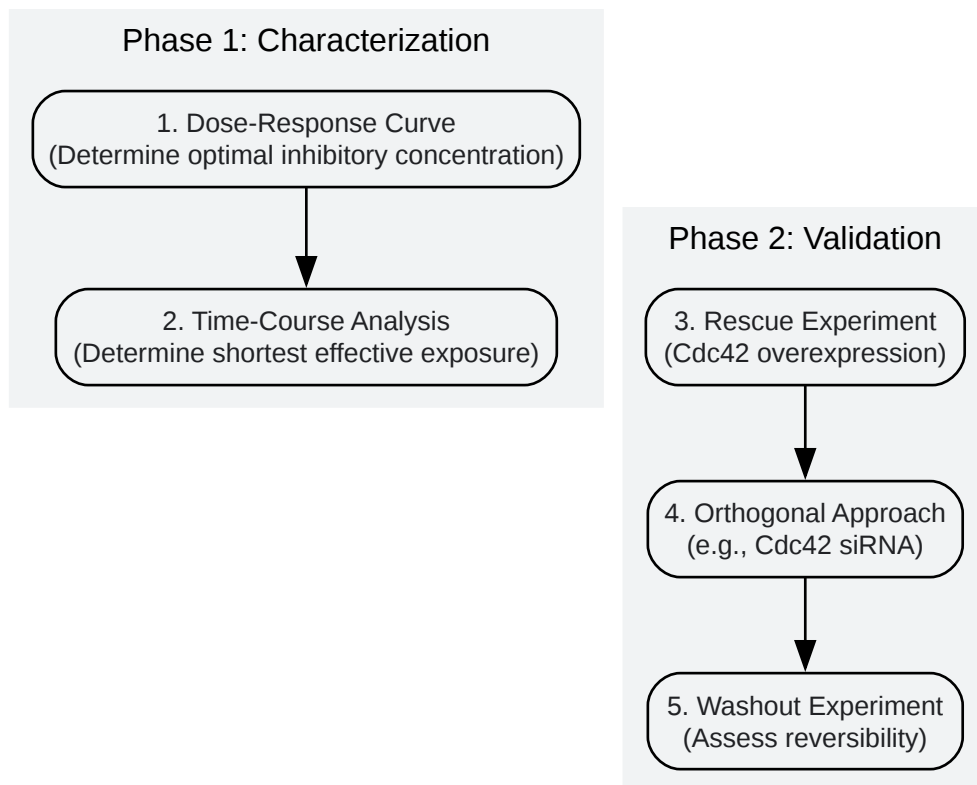 Phase 1: Characterization
1. Dose-Response Curve
(Determine optimal inhibitory concentration)
2. Time-Course Analysis
(Determine shortest effective exposure)
Phase 2: Validation
3. Rescue Experiment
(Cdc42 overexpression)
4. Orthogonal Approach
(e.g., Cdc42 siRNA)
5. Washout Experiment
(Assess reversibility)